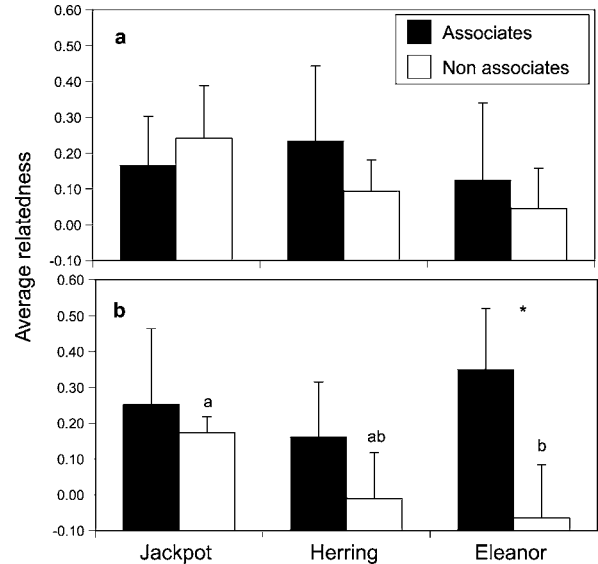 Average relatedness
0.60
0.50
0.40
0.30
0.20
0.10
0.00
-0.10
a
Associates
Non associates
0.60
0.50
0.40
0.30
0.20
0.10
0.00
-0.10
b
a
ab
*
b
Jackpot Herring Eleanor